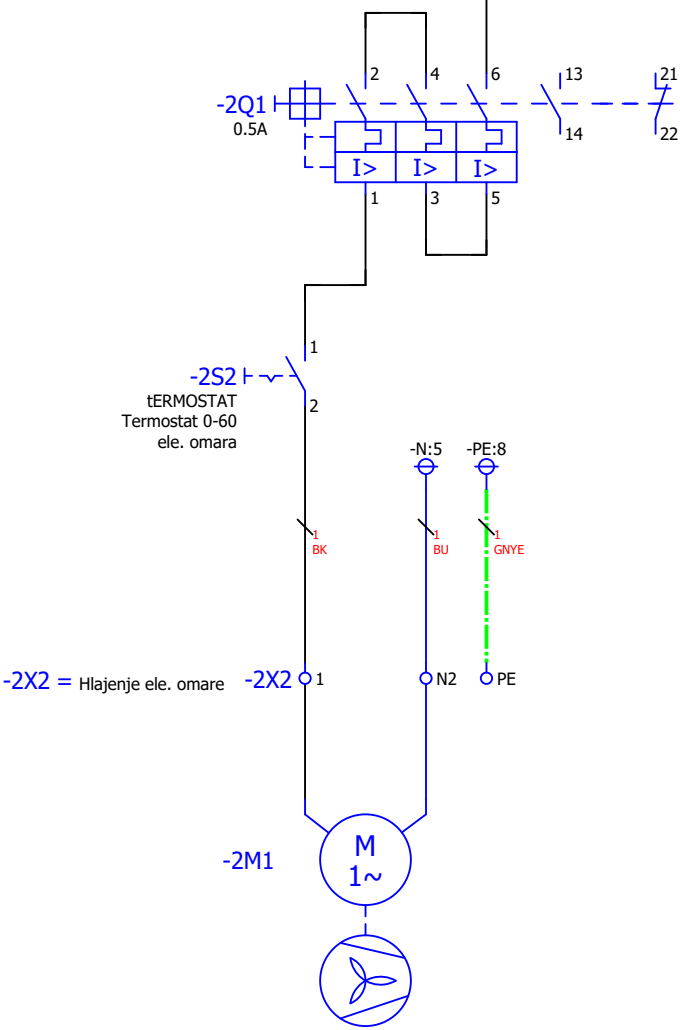 2 4 6 13 21
-2Q1
0.5A
14 22
I> I> I>
1 3 5
1
-2S2
2
tERMOSTAT
Termostat 0-60
ele. omara
-N:5 -PE:8
1 1 1
BK BU GNYE
-2X2 = Hlajenje ele. omare -2X2 1 N2 PE
M
-2M1
1~